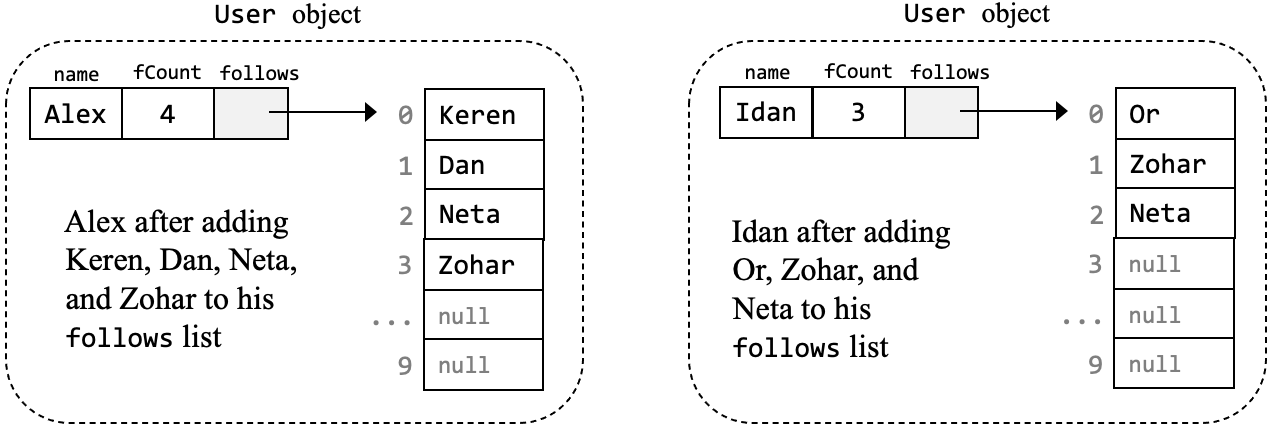 User object
name fCount follows
Alex 4
0 Keren
1 Dan
2 Neta
3 Zohar
... null
9 null
Alex after adding
Keren, Dan, Neta,
and Zohar to his
follows list
User object
name fCount follows
Idan 3
0 Or
1 Zohar
2 Neta
3 null
... null
9 null
Idan after adding
Or, Zohar, and
Neta to his
follows list